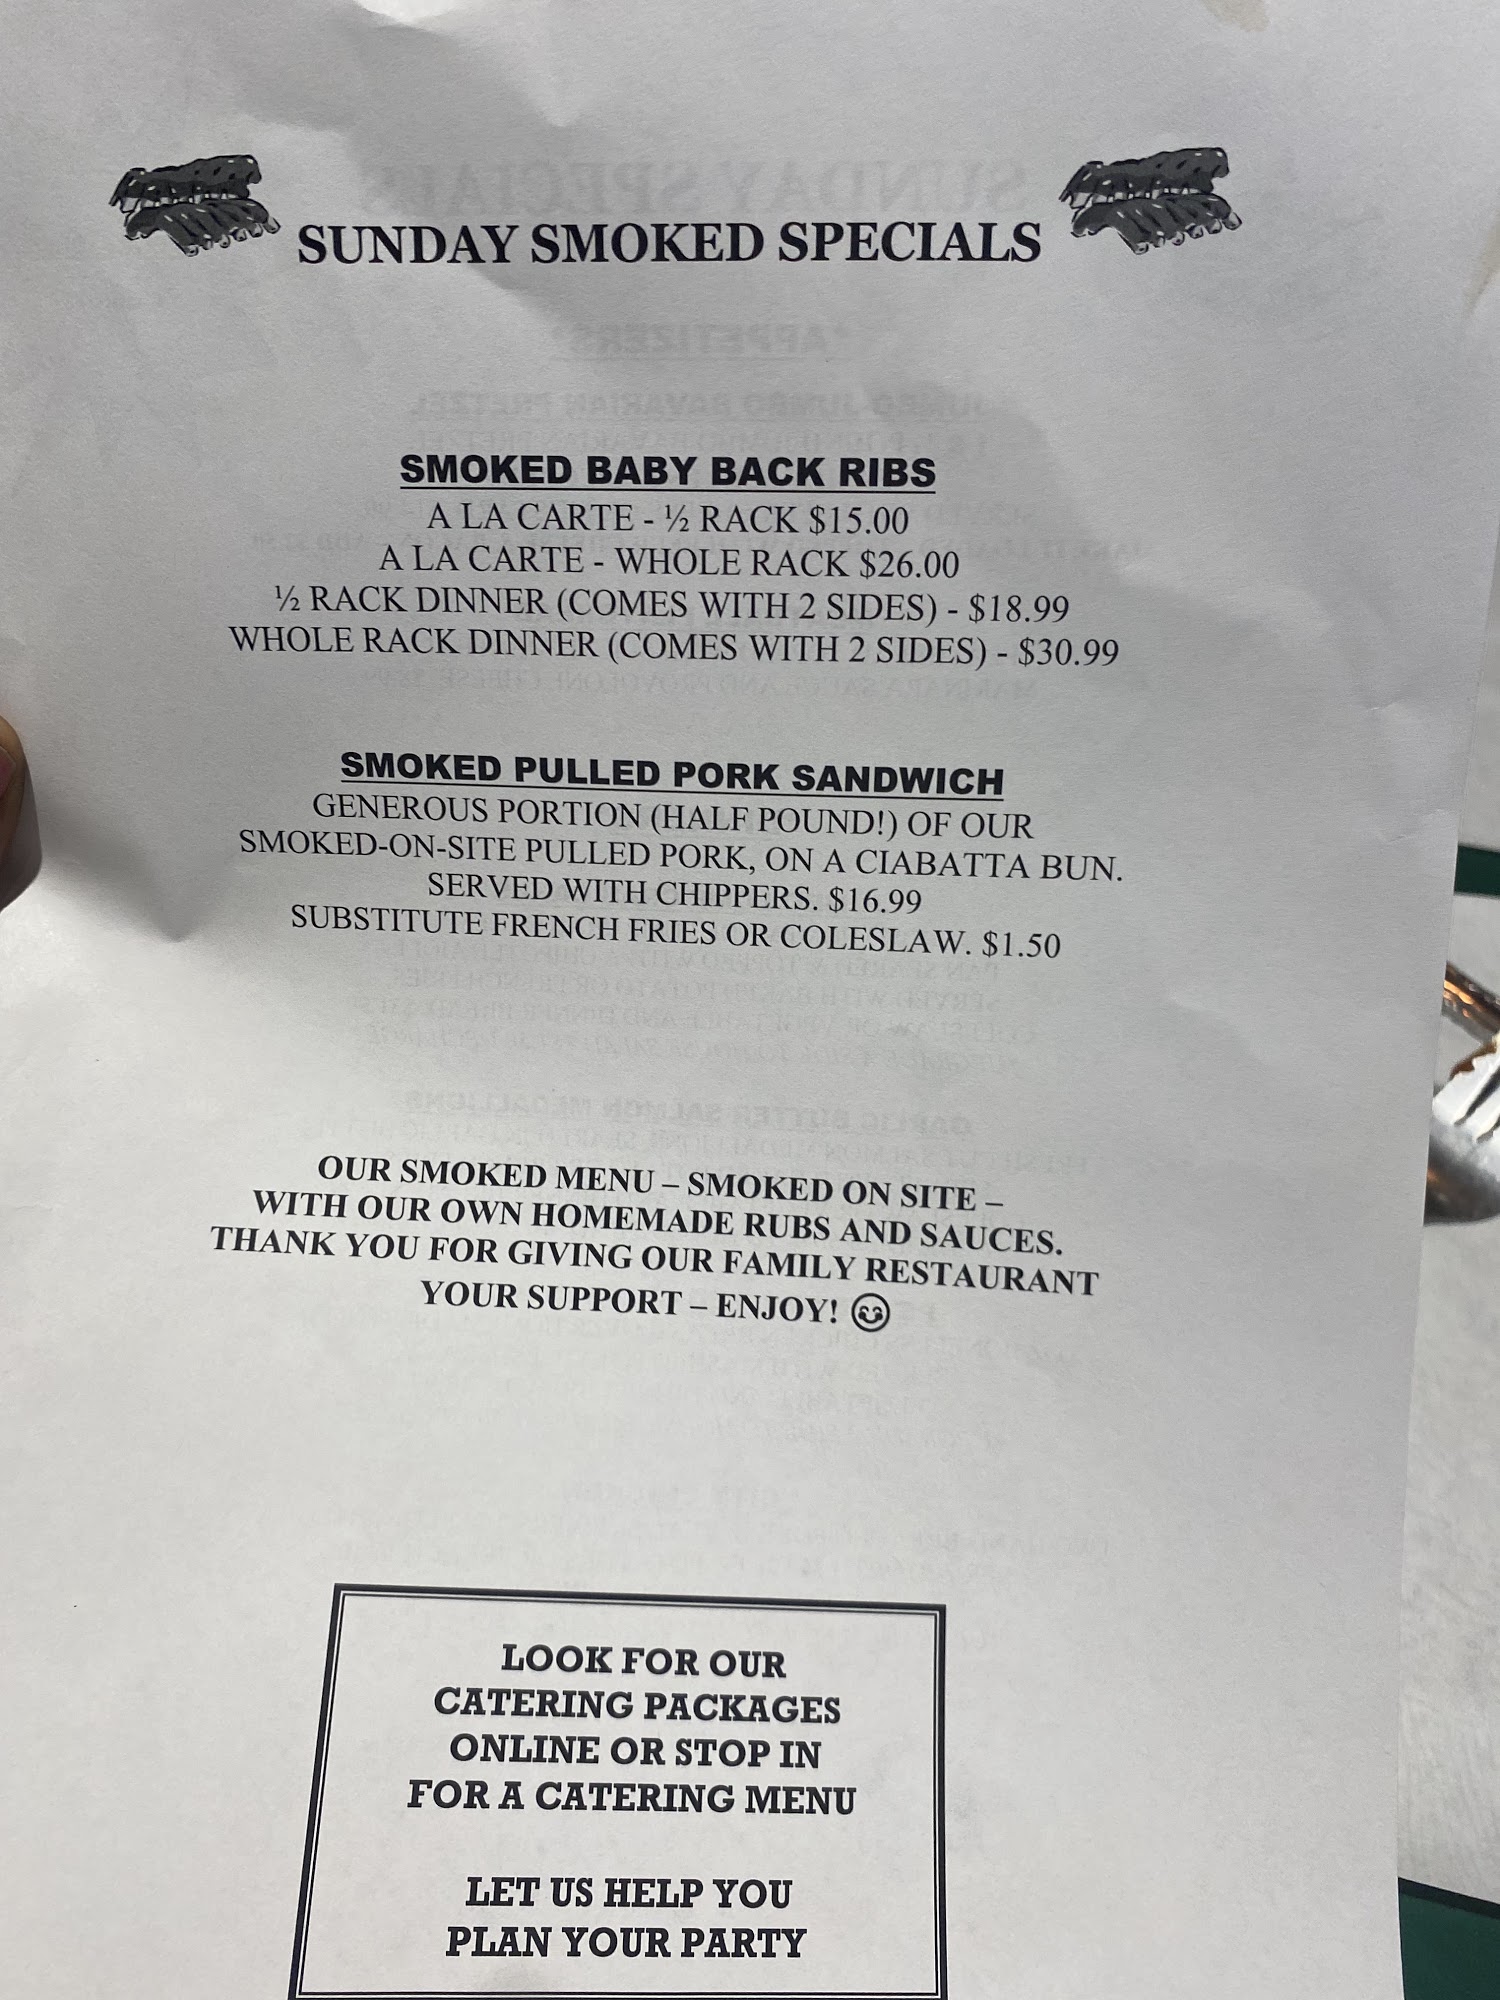 SUNDAY SMOKED SPECIALS
SMOKED BABY BACK RIBS
A LA CARTE - ½ RACK $15.00
A LA CARTE - WHOLE RACK $26.00
½ RACK DINNER (COMES WITH 2 SIDES) - $18.99
WHOLE RACK DINNER (COMES WITH 2 SIDES) - $30.99
SMOKED PULLED PORK SANDWICH
GENEROUS PORTION (HALF POUND!) OF OUR
SMOKED-ON-SITE PULLED PORK, ON A CIABATTA BUN.
SERVED WITH CHIPPERS. $16.99
SUBSTITUTE FRENCH FRIES OR COLESLAW. $1.50
OUR SMOKED MENU – SMOKED ON SITE –
WITH OUR OWN HOMEMADE RUBS AND SAUCES.
THANK YOU FOR GIVING OUR FAMILY RESTAURANT
YOUR SUPPORT – ENJOY! 😊
LOOK FOR OUR
CATERING PACKAGES
ONLINE OR STOP IN
FOR A CATERING MENU
LET US HELP YOU
PLAN YOUR PARTY